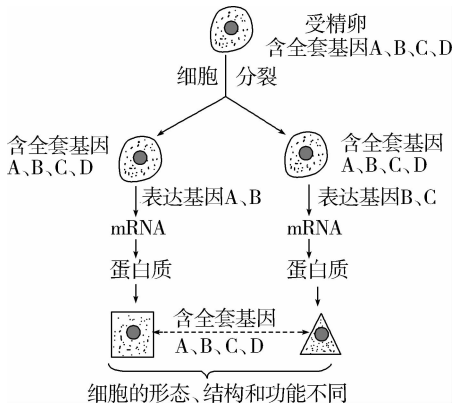 受精卵
含全套基因A、B、C、D
细胞 分裂
含全套基因
A、B、C、D
含全套基因
A、B、C、D
表达基因A、B
表达基因B、C
mRNA
mRNA
蛋白质
蛋白质
含全套基因
A、B、C、D
细胞的形态、结构和功能不同